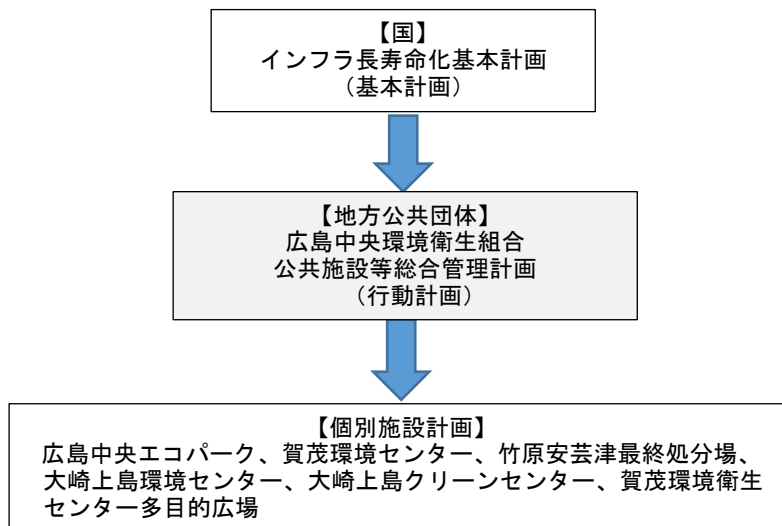 【国】
インフラ長寿命化基本計画
（基本計画）
【地方公共団体】
広島中央環境衛生組合
公共施設等総合管理計画
（行動計画）
【個別施設計画】
広島中央エコパーク、賀茂環境センター、竹原安芸津最終処分場、
大崎上島環境センター、大崎上島クリーンセンター、賀茂環境衛生
センター多目的広場